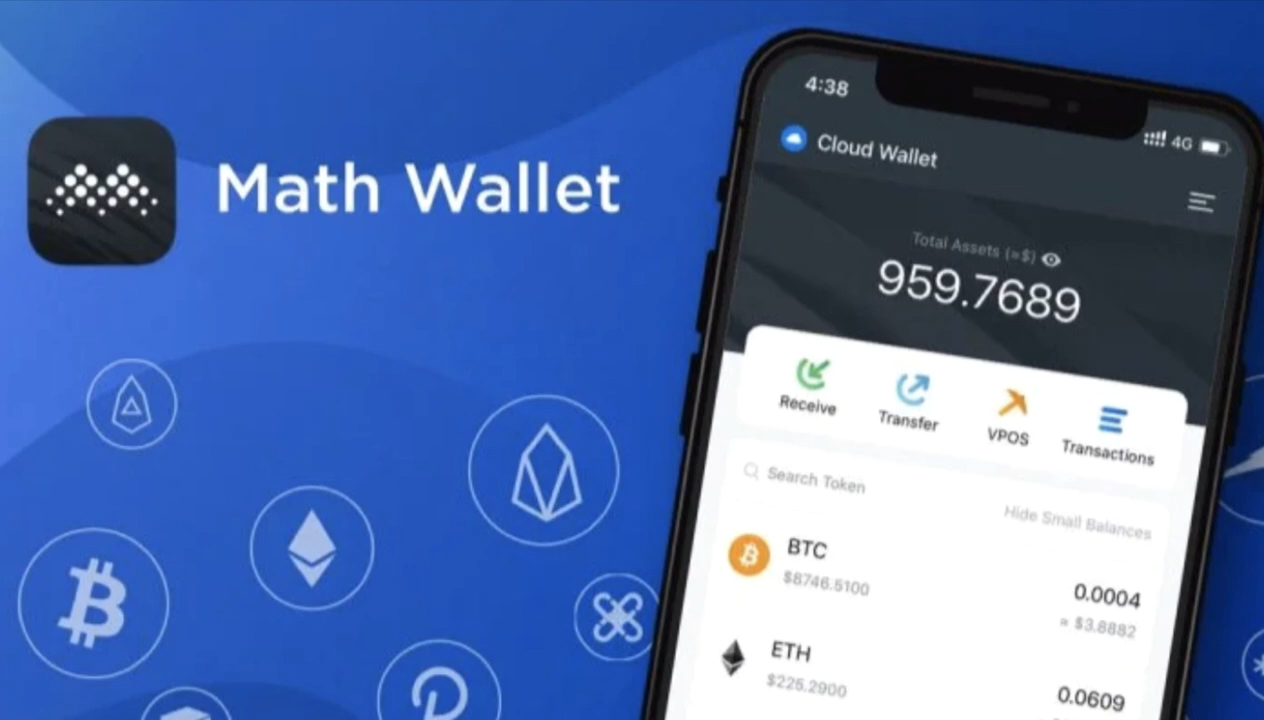 Math Wallet
4:38
4G
Cloud Wallet
Total Assets (≈$)
959.7689
Receive
Transfer
VPOS
Transactions
Search Token
Hide Small Balances
BTC
0.0004
$8746.5100
≈ $3.8882
ETH
0.0609
$225.2900